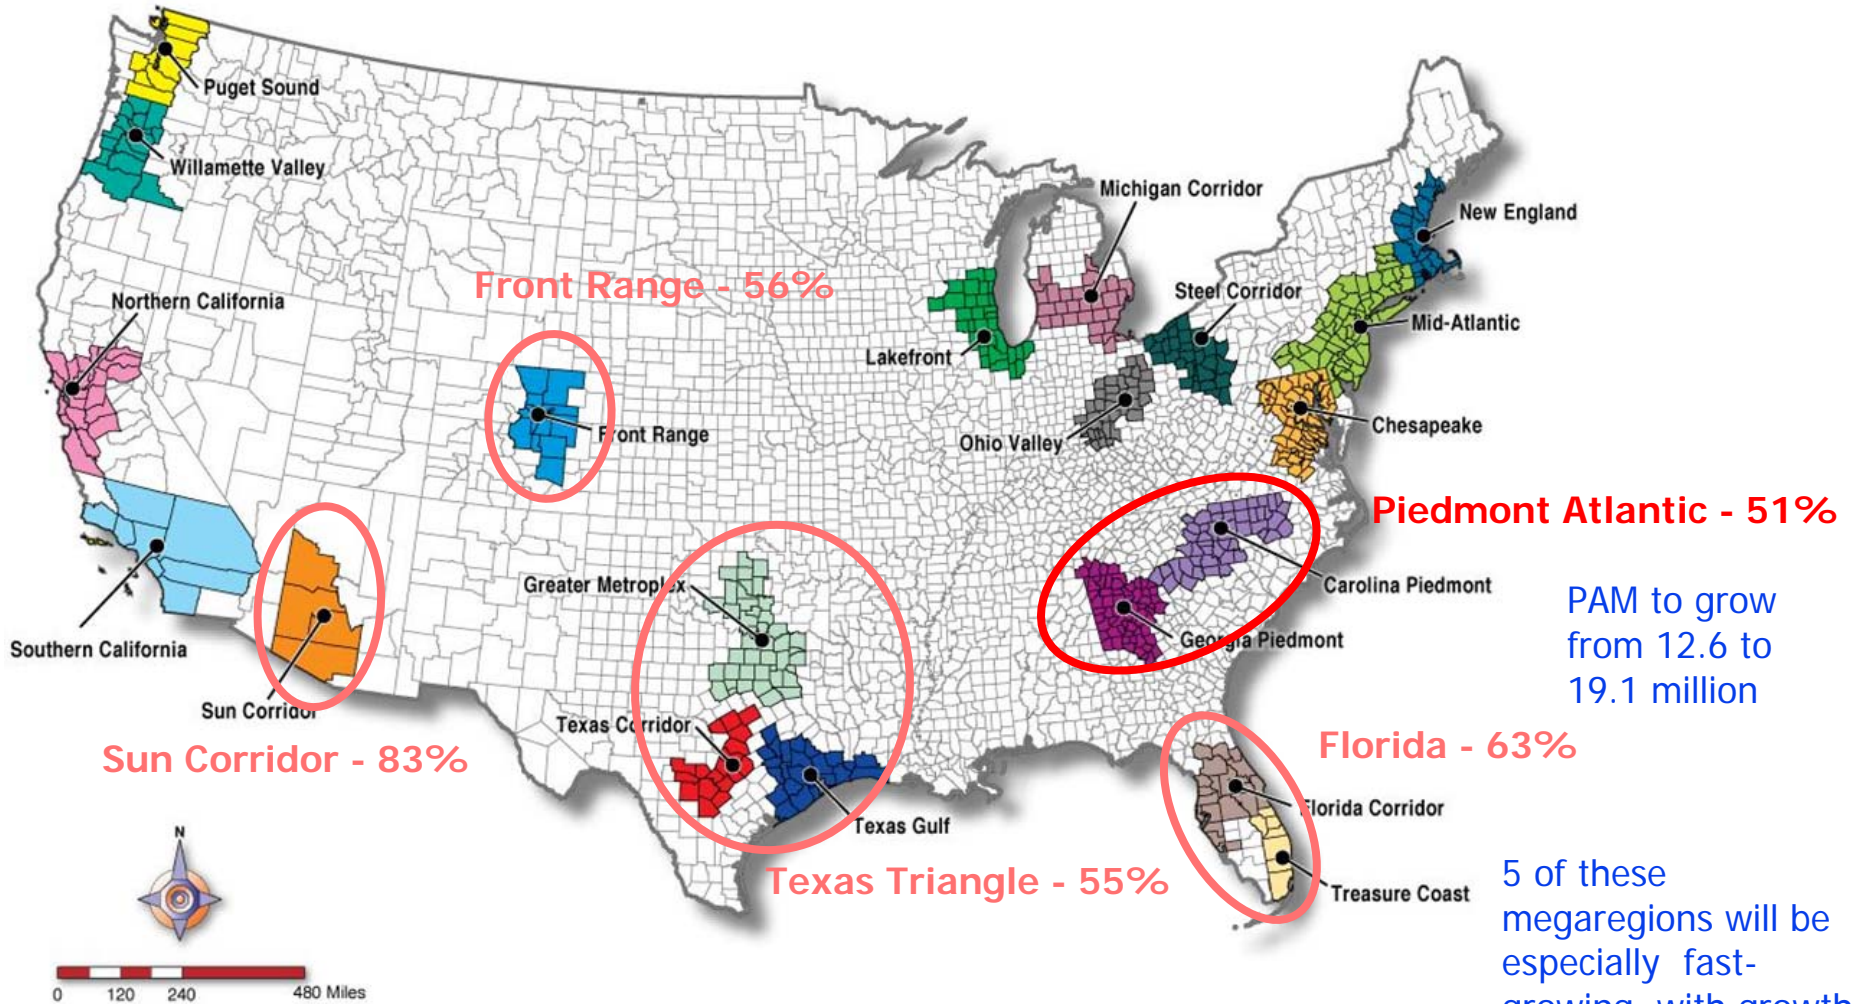 Puget Sound
Willamette Valley
Michigan Corridor
New England
Front Range - 56%
Northern California
Steel Corridor
Mid-Atlantic
Lakefront
Chesapeake
Front Range
Ohio Valley
Piedmont Atlantic - 51%
Greater Metroplex
Carolina Piedmont
PAM to grow
from 12.6 to
19.1 million
Southern California
Georgia Piedmont
Sun Corridor
Texas Corridor
Sun Corridor - 83%
Florida - 63%
Florida Corridor
Texas Gulf
N
Texas Triangle - 55%
Treasure Coast
5 of these
megaregions will be
especially fast-
growing, with growth
0 120 240 480 Miles